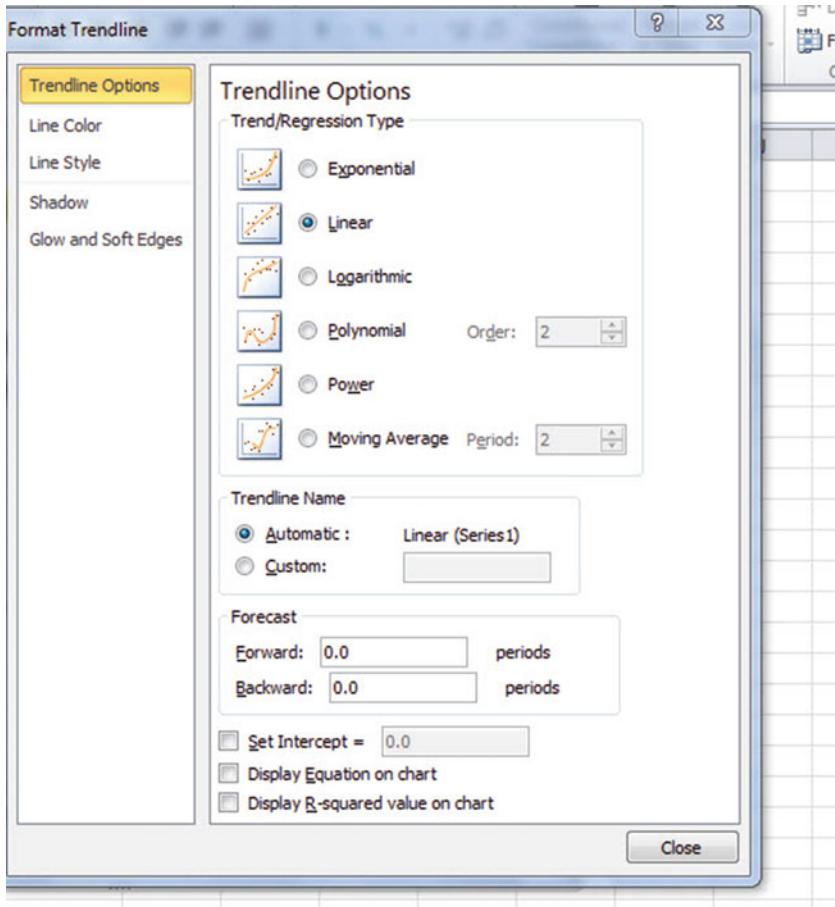 Format Trendline
Trendline Options
Line Color
Line Style
Shadow
Glow and Soft Edges
Trendline Options
Trend/Regression Type
Exponential
Linear
Logarithmic
Polynomial Order: 2
Power
Moving Average Period: 2
Trendline Name
Automatic : Linear (Series1)
Custom:
Forecast
Forward: 0.0 periods
Backward: 0.0 periods
Set Intercept = 0.0
Display Equation on chart
Display R-squared value on chart
Close